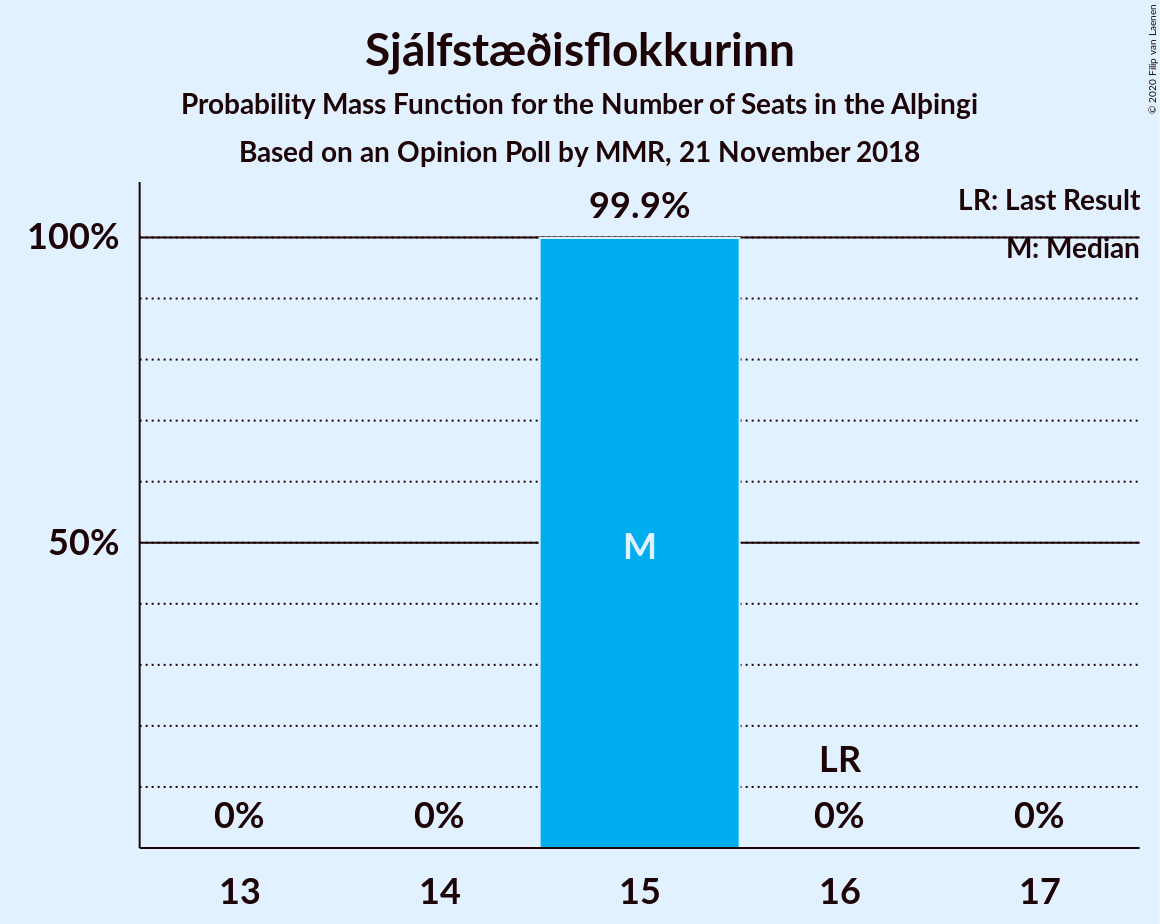 Sjálfstæðisflokkurinn
Probability Mass Function for the Number of Seats in the Alþingi
Based on an Opinion Poll by MMR, 21 November 2018
© 2020 Filip van Laenen
LR: Last Result
M: Median
99.9%
100%
50%
M
LR
0%
0%
0%
0%
13
14
15
16
17